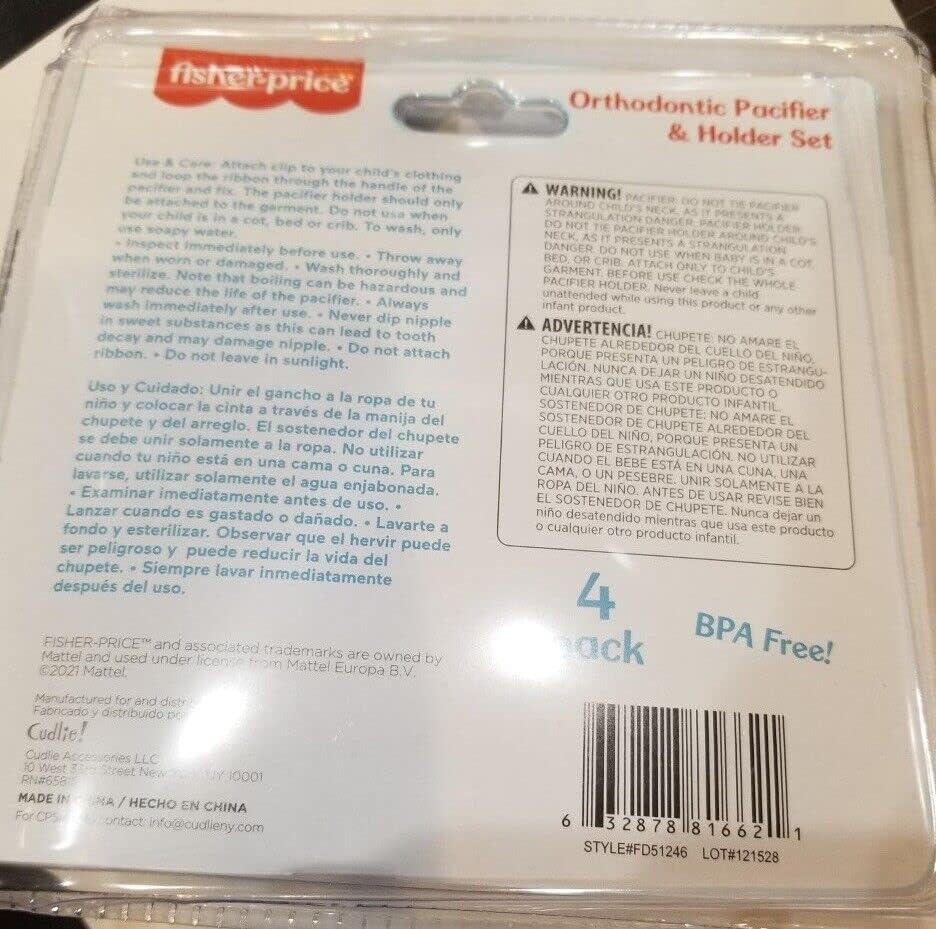 fisher-price
Orthodontic Pacifier
& Holder Set
Use & Care: Attach clip to your child's clothing
and loop the ribbon through the handle of the
pacifier and fix. The pacifier holder should only
be attached to the garment. Do not use when
your child is in a cot, bed or crib. To wash, only
use soapy water.
• Inspect immediately before use. • Throw away
when worn or damaged. • Wash thoroughly and
sterilize. Note that boiling can be hazardous and
may reduce the life of the pacifier. • Always
wash immediately after use. • Never dip nipple
in sweet substances as this can lead to tooth
decay and may damage nipple. • Do not attach
ribbon. • Do not leave in sunlight.
Uso y Cuidado: Unir el gancho a la ropa de tu
niño y colocar la cinta a través de la manija del
chupete y del arreglo. El sostenedor del chupete
se debe unir solamente a la ropa. No utilizar
cuando tu niño está en una cama o cuna. Para
lavarse, utilizar solamente el agua enjabonada.
• Examinar imediatamente antes de uso. •
Lanzar cuando es gastado o dañado. • Lavarte a
fondo y esterilizar. Observar que el hervir puede
ser peligroso y puede reducir la vida del
chupete. • Siempre lavar inmediatamente
después del uso.
WARNING! PACIFIER: DO NOT TIE PACIFIER
AROUND CHILD'S NECK, AS IT PRESENTS A
STRANGULATION DANGER. PACIFIER HOLDER:
DO NOT TIE PACIFIER HOLDER AROUND CHILD'S
NECK, AS IT PRESENTS A STRANGULATION
DANGER. DO NOT USE WHEN BABY IS IN A COT,
BED, OR CRIB. ATTACH ONLY TO CHILD'S
GARMENT. BEFORE USE CHECK THE WHOLE
PACIFIER HOLDER. Never leave a child
unattended while using this product or any other
infant product.
ADVERTENCIA! CHUPETE: NO AMARE EL
CHUPETE ALREDEDOR DEL CUELLO DEL NIÑO,
PORQUE PRESENTA UN PELIGRO DE ESTRANGU-
LACIÓN. NUNCA DEJAR UN NIÑO DESATENDIDO
MIENTRAS QUE USA ESTE PRODUCTO O
CUALQUIER OTRO PRODUCTO INFANTIL.
SOSTENEDOR DE CHUPETE: NO AMARE EL
SOSTENEDOR DE CHUPETE ALREDEDOR DEL
CUELLO DEL NIÑO, PORQUE PRESENTA UN
PELIGRO DE ESTRANGULACIÓN. NO UTILIZAR
CUANDO EL BEBÉ ESTÁ EN UNA CUNA, UNA
CAMA, O UN PESEBRE. UNIR SOLAMENTE A LA
ROPA DEL NIÑO. ANTES DE USAR REVISE BIEN
EL SOSTENEDOR DE CHUPETE. Nunca dejar un
niño desatendido mientras que usa este producto
o cualquier otro producto infantil.
4
pack
BPA Free!
FISHER-PRICE™ and associated trademarks are owned by
Mattel and used under license from Mattel Europa B.V.
©2021 Mattel.
Manufactured for and
Fabricado y distribuido
Cudlie!
Cudlie Accessories LLC
10 West Street New NY 10001
MADE IN CHINA / HECHO EN CHINA
For contact: info@cudlieny.com
6 32878 81662 1
STYLE#FD51246 LOT#121528